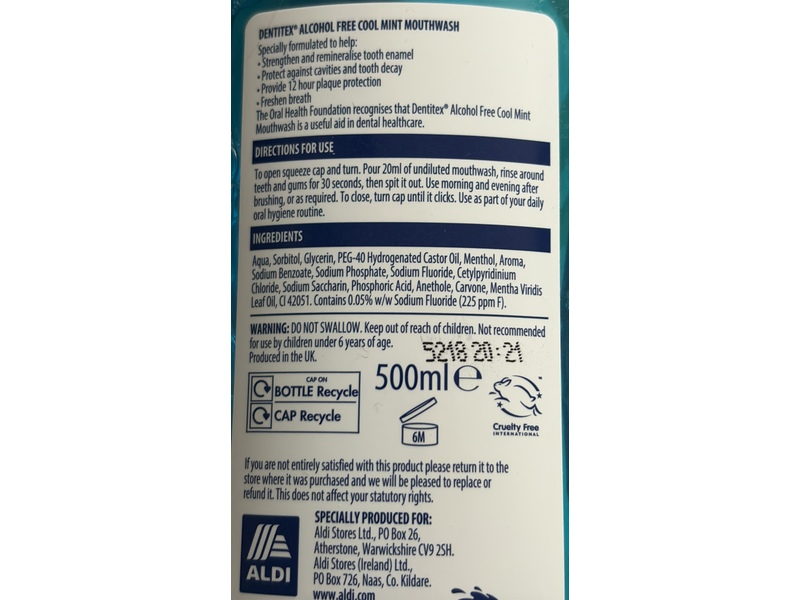 DENTITEX® ALCOHOL FREE COOL MINT MOUTHWASH
Specially formulated to help:
• Strengthen and remineralise tooth enamel
• Protect against cavities and tooth decay
• Provide 12 hour plaque protection
• Freshen breath
The Oral Health Foundation recognises that Dentitex® Alcohol Free Cool Mint
Mouthwash is a useful aid in dental healthcare.
DIRECTIONS FOR USE
To open squeeze cap and turn. Pour 20ml of undiluted mouthwash, rinse around
teeth and gums for 30 seconds, then spit it out. Use morning and evening after
brushing, or as required. To close, turn cap until it clicks. Use as part of your daily
oral hygiene routine.
INGREDIENTS
Aqua, Sorbitol, Glycerin, PEG-40 Hydrogenated Castor Oil, Menthol, Aroma,
Sodium Benzoate, Sodium Phosphate, Sodium Fluoride, Cetylpyridinium
Chloride, Sodium Saccharin, Phosphoric Acid, Anethole, Carvone, Mentha Viridis
Leaf Oil, CI 42051. Contains 0.05% w/w Sodium Fluoride (225 ppm F).
WARNING: DO NOT SWALLOW. Keep out of reach of children. Not recommended
for use by children under 6 years of age.
Produced in the UK.
5218 20:21
500ml e
CAP ON
BOTTLE Recycle
CAP Recycle
6M
Cruelty Free
INTERNATIONAL
If you are not entirely satisfied with this product please return it to the
store where it was purchased and we will be pleased to replace or
refund it. This does not affect your statutory rights.
ALDI
SPECIALLY PRODUCED FOR:
Aldi Stores Ltd., PO Box 26,
Atherstone, Warwickshire CV9 2SH.
Aldi Stores (Ireland) Ltd.,
PO Box 726, Naas, Co. Kildare.
www.aldi.com